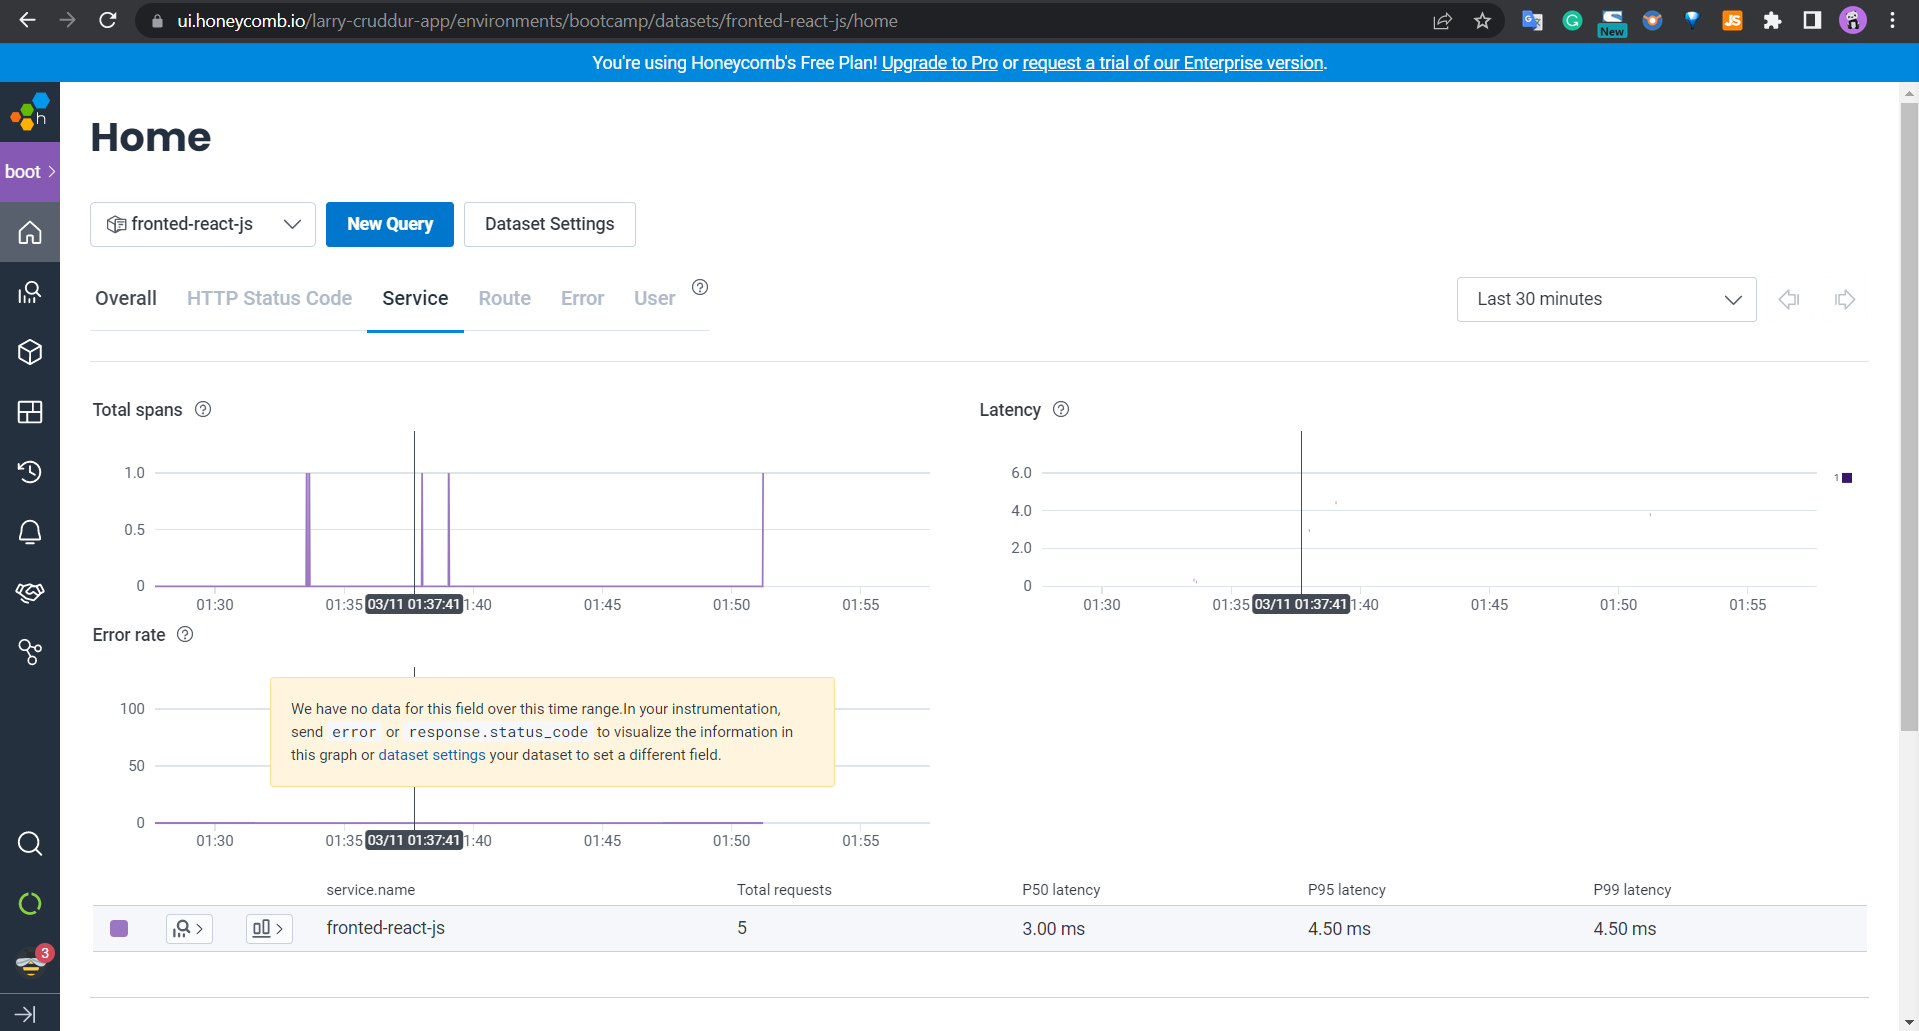 ui.honeycomb.io/larry-cruddur-app/environments/bootcamp/datasets/fronted-react-js/home
New
JS
You're using Honeycomb's Free Plan! Upgrade to Pro or request a trial of our Enterprise version.
h
Home
boot
fronted-react-js
New Query
Dataset Settings
Overall
HTTP Status Code
Service
Route
Error
User
Last 30 minutes
Total spans
Latency
1.0
0.5
0
01:30
01:35
03/11 01:37:41
1:40
01:45
01:50
01:55
6.0
4.0
2.0
0
1
01:30
01:35
03/11 01:37:41
1:40
01:45
01:50
01:55
Error rate
100
50
0
We have no data for this field over this time range.In your instrumentation,
send error or response.status_code to visualize the information in
this graph or dataset settings your dataset to set a different field.
01:30
01:35
03/11 01:37:41
1:40
01:45
01:50
01:55
service.name Total requests P50 latency P95 latency P99 latency
fronted-react-js 5 3.00 ms 4.50 ms 4.50 ms
3